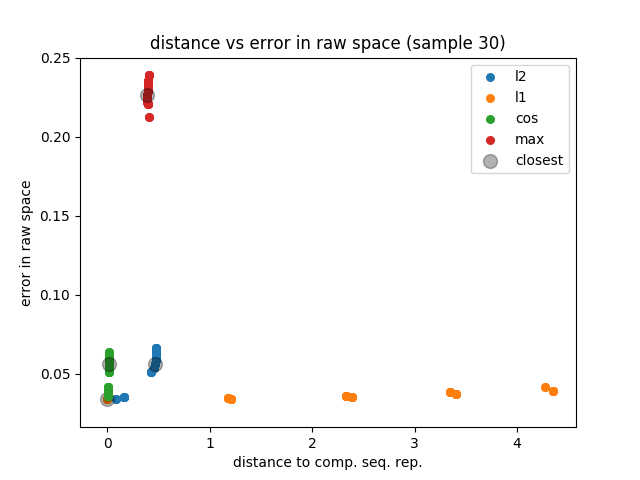 distance vs error in raw space (sample 30)
0.25
0.20
0.15
0.10
0.05
error in raw space
l2
l1
cos
max
closest
0 1 2 3 4
distance to comp. seq. rep.